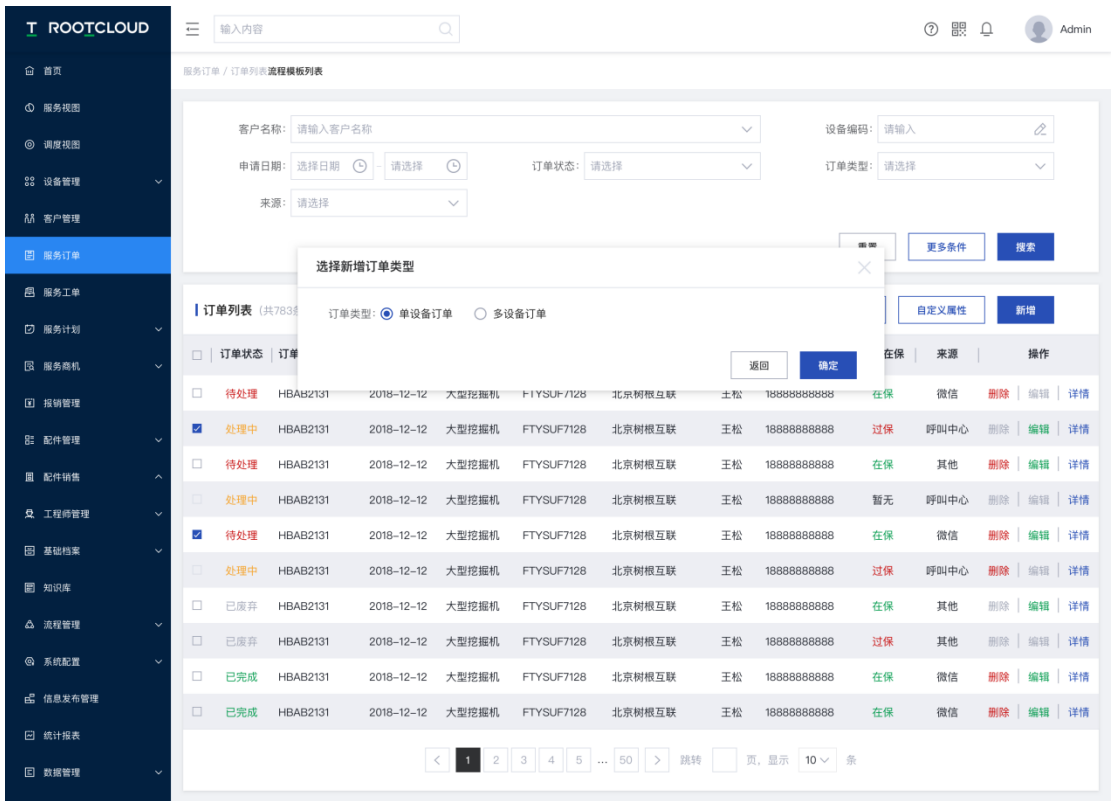 ROOTCLOUD
输入内容
Admin
首页
服务视图
调度视图
设备管理
客户管理
服务订单
服务工单
服务计划
服务商机
报销管理
配件管理
配件销售
工程师管理
基础档案
知识库
流程管理
系统配置
信息发布管理
统计报表
数据管理
服务订单 / 订单列表流程模板列表
客户名称: 请输入客户名称 设备编码: 请输入
申请日期: 选择日期 - 请选择 订单状态: 请选择 订单类型: 请选择
来源: 请选择
更多条件 搜索
选择新增订单类型
订单类型: 单设备订单 多设备订单
返回 确定
订单列表 (共783 自定义属性 新增
订单状态 订单 在保 来源 操作
待处理 HBAB2131 2018-12-12 大型挖掘机 FTYSUF7128 北京树根互联 王松 18888888888 在保 微信 删除 编辑 详情
处理中 HBAB2131 2018-12-12 大型挖掘机 FTYSUF7128 北京树根互联 王松 18888888888 过保 呼叫中心 删除 编辑 详情
待处理 HBAB2131 2018-12-12 大型挖掘机 FTYSUF7128 北京树根互联 王松 18888888888 在保 其他 删除 编辑 详情
处理中 HBAB2131 2018-12-12 大型挖掘机 FTYSUF7128 北京树根互联 王松 18888888888 暂无 呼叫中心 删除 编辑 详情
待处理 HBAB2131 2018-12-12 大型挖掘机 FTYSUF7128 北京树根互联 王松 18888888888 在保 微信 删除 编辑 详情
处理中 HBAB2131 2018-12-12 大型挖掘机 FTYSUF7128 北京树根互联 王松 18888888888 过保 呼叫中心 删除 编辑 详情
已废弃 HBAB2131 2018-12-12 大型挖掘机 FTYSUF7128 北京树根互联 王松 18888888888 在保 其他 删除 编辑 详情
已废弃 HBAB2131 2018-12-12 大型挖掘机 FTYSUF7128 北京树根互联 王松 18888888888 过保 其他 删除 编辑 详情
已完成 HBAB2131 2018-12-12 大型挖掘机 FTYSUF7128 北京树根互联 王松 18888888888 在保 微信 删除 编辑 详情
已完成 HBAB2131 2018-12-12 大型挖掘机 FTYSUF7128 北京树根互联 王松 18888888888 在保 微信 删除 编辑 详情
< 1 2 3 4 5 ... 50 > 跳转 页, 显示 10 条